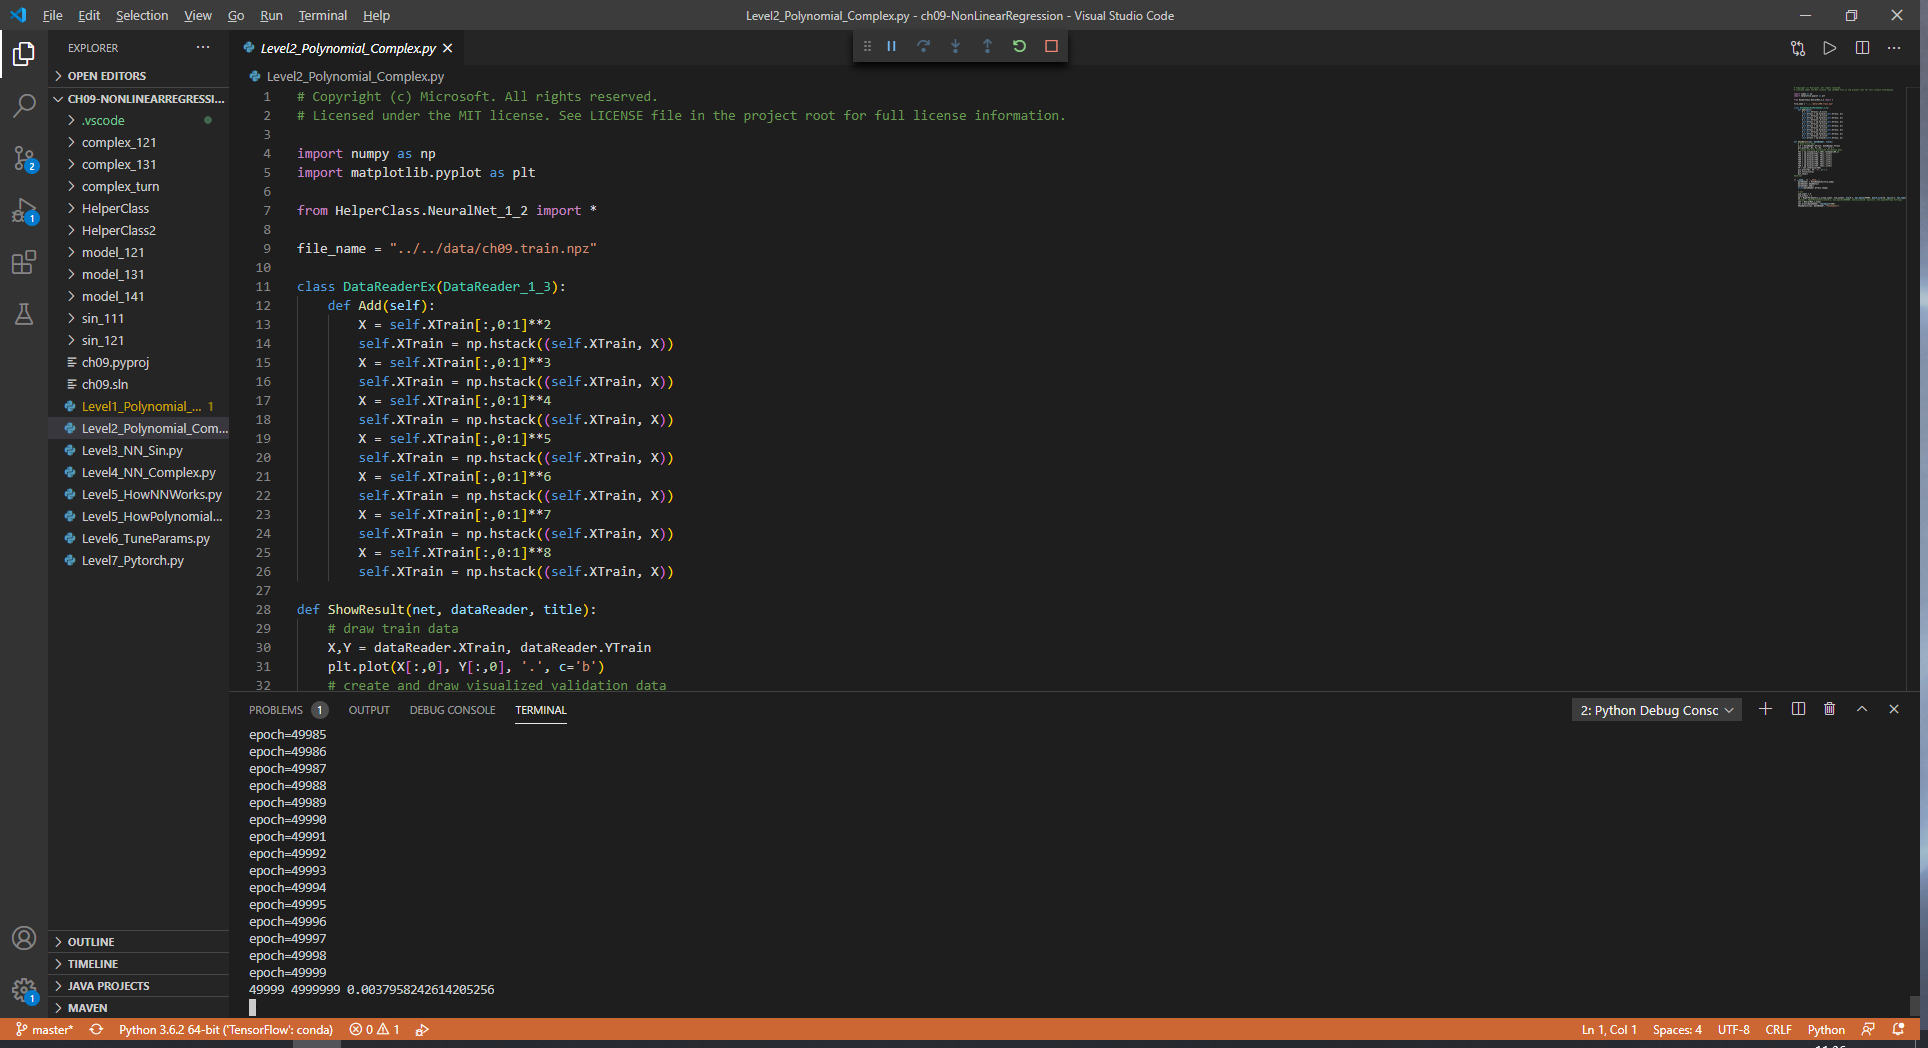 File Edit Selection View Go Run Terminal Help
Level2_Polynomial_Complex.py - ch09-NonLinearRegression - Visual Studio Code
EXPLORER
OPEN EDITORS
CH09-NONLINEARREGRESSI...
.vscode
complex_121
complex_131
complex_turn
HelperClass
HelperClass2
model_121
model_131
model_141
sin_111
sin_121
ch09.pyproj
ch09.sln
Level1_Polynomial_... 1
Level2_Polynomial_Com...
Level3_NN_Sin.py
Level4_NN_Complex.py
Level5_HowNNWorks.py
Level5_HowPolynomial...
Level6_TuneParams.py
Level7_Pytorch.py
OUTLINE
TIMELINE
JAVA PROJECTS
MAVEN
2
1
1
Level2_Polynomial_Complex.py
Level2_Polynomial_Complex.py
1 # Copyright (c) Microsoft. All rights reserved.
2 # Licensed under the MIT license. See LICENSE file in the project root for full license information.
3
4 import numpy as np
5 import matplotlib.pyplot as plt
6
7 from HelperClass.NeuralNet_1_2 import *
8
9 file_name = "../../data/ch09.train.npz"
10
11 class DataReaderEx(DataReader_1_3):
12 def Add(self):
13 X = self.XTrain[:,0:1]**2
14 self.XTrain = np.hstack((self.XTrain, X))
15 X = self.XTrain[:,0:1]**3
16 self.XTrain = np.hstack((self.XTrain, X))
17 X = self.XTrain[:,0:1]**4
18 self.XTrain = np.hstack((self.XTrain, X))
19 X = self.XTrain[:,0:1]**5
20 self.XTrain = np.hstack((self.XTrain, X))
21 X = self.XTrain[:,0:1]**6
22 self.XTrain = np.hstack((self.XTrain, X))
23 X = self.XTrain[:,0:1]**7
24 self.XTrain = np.hstack((self.XTrain, X))
25 X = self.XTrain[:,0:1]**8
26 self.XTrain = np.hstack((self.XTrain, X))
27
28 def ShowResult(net, dataReader, title):
29 # draw train data
30 X,Y = dataReader.XTrain, dataReader.YTrain
31 plt.plot(X[:,0], Y[:,0], '.', c='b')
32 # create and draw visualized validation data
PROBLEMS 1 OUTPUT DEBUG CONSOLE TERMINAL
2: Python Debug Consc
epoch=49985
epoch=49986
epoch=49987
epoch=49988
epoch=49989
epoch=49990
epoch=49991
epoch=49992
epoch=49993
epoch=49994
epoch=49995
epoch=49996
epoch=49997
epoch=49998
epoch=49999
49999 4999999 0.0037958242614205256
master* Python 3.6.2 64-bit ('TensorFlow': conda) 0 1
Ln 1, Col 1 Spaces: 4 UTF-8 CRLF Python